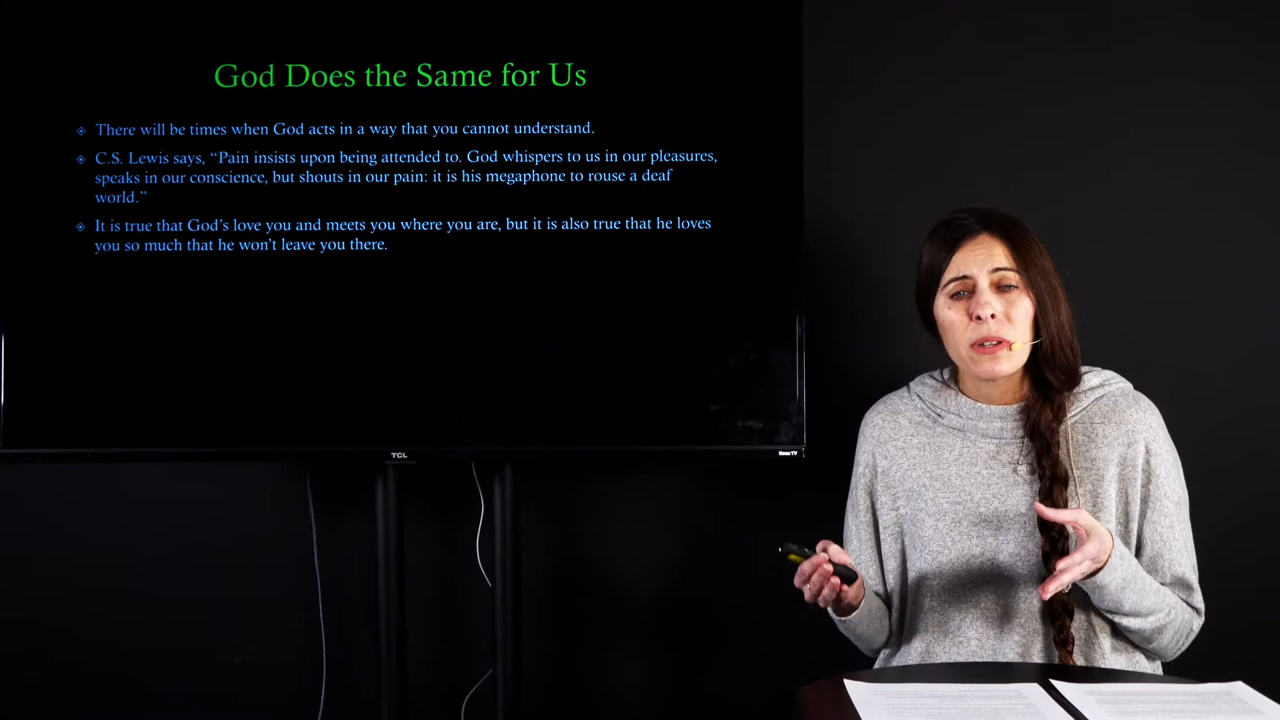 God Does the Same for Us
There will be times when God acts in a way that you cannot understand.
C.S. Lewis says, “Pain insists upon being attended to. God whispers to us in our pleasures,
speaks in our conscience, but shouts in our pain: it is his megaphone to rouse a deaf
world.”
It is true that God’s love you and meets you where you are, but it is also true that he loves
you so much that he won’t leave you there.
TCL
Roku TV